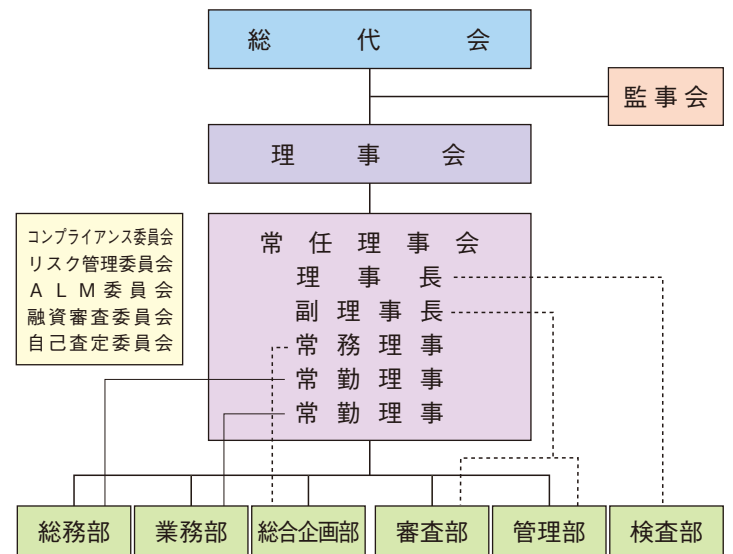 総代会
監事会
理事会
コンプライアンス委員会
リスク管理委員会
ALM委員会
融資審査委員会
自己査定委員会
常任理事会
理事長
副理事長
常務理事
常勤理事
常勤理事
総務部
業務部
総合企画部
審査部
管理部
検査部